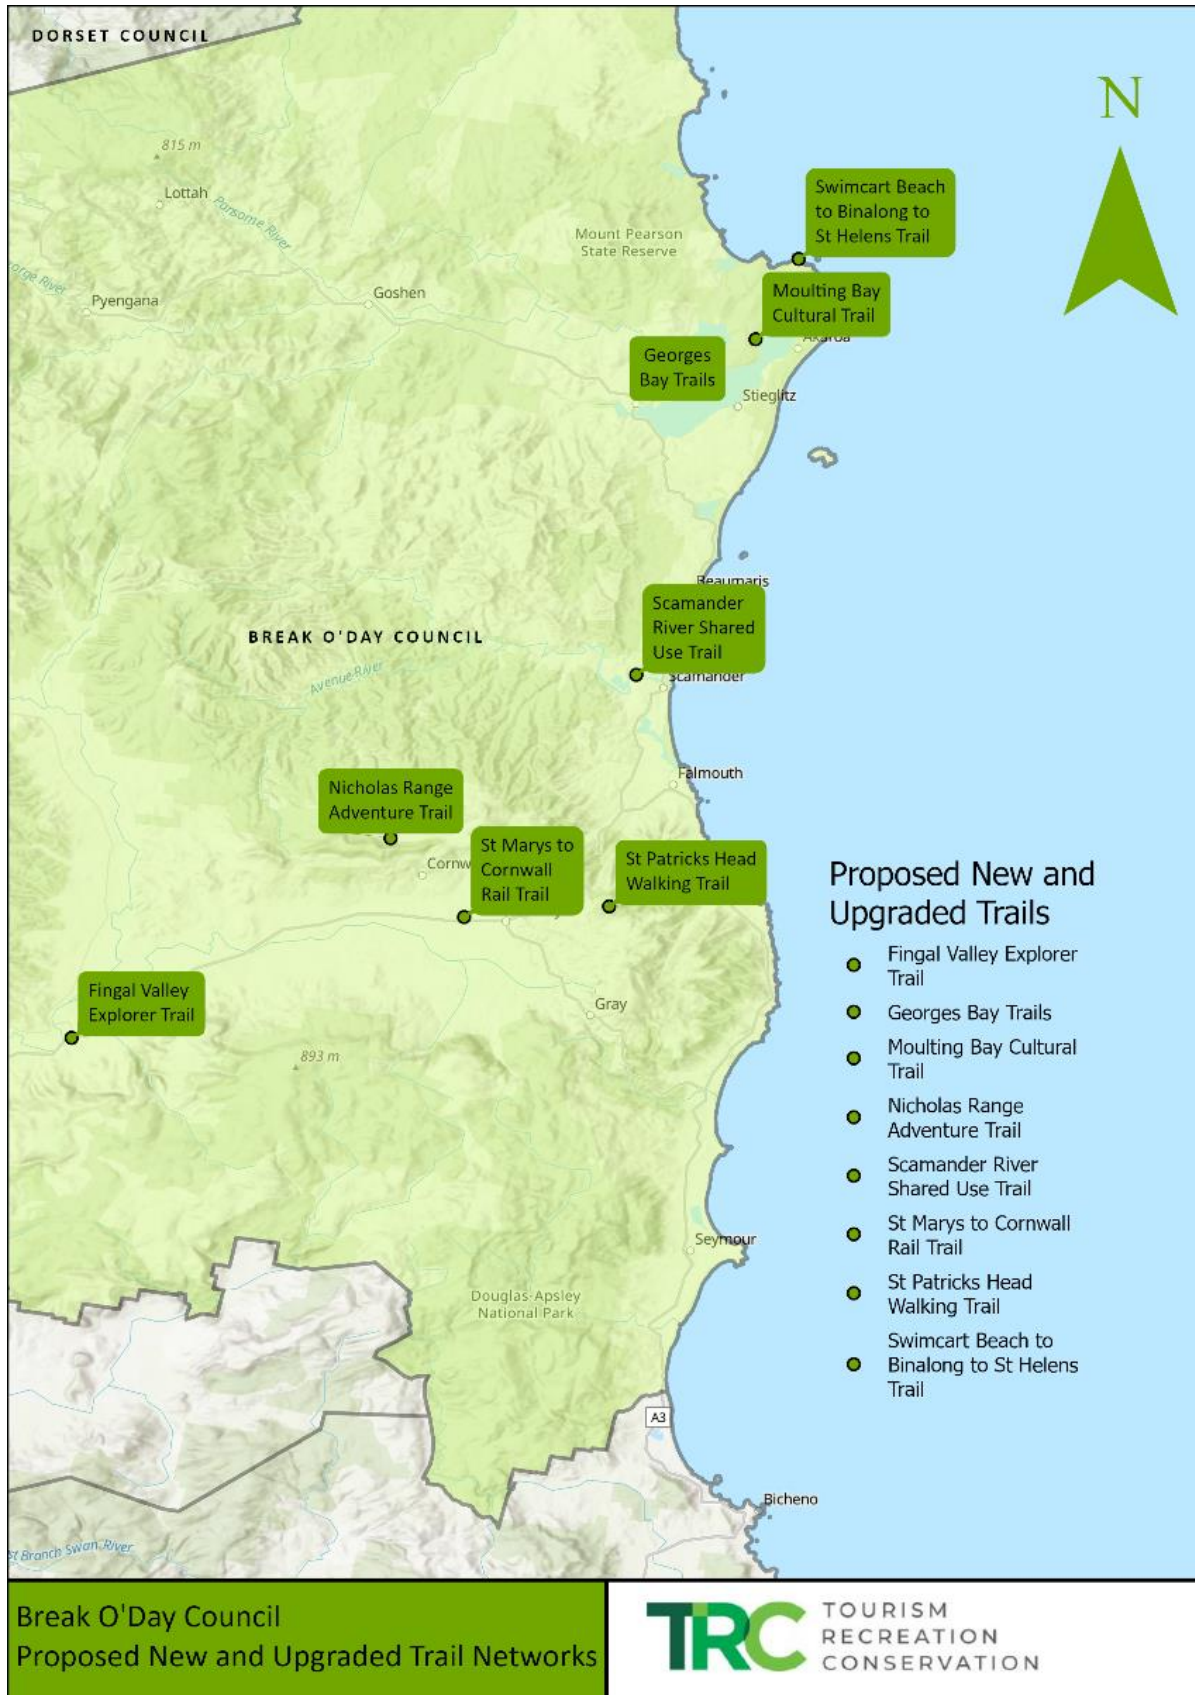 DORSET COUNCIL
815 m
Lottah
Swimcart Beach
to Binalong to
St Helens Trail
N
Mount Pearson
State Reserve
Pyengana
Goshen
Moulting Bay
Cultural Trail
Georges
Bay Trails
Stieglitz
Beaumaris
Scamander
River Shared
Use Trail
BREAK O'DAY COUNCIL
Avenue River
Scamander
Falmouth
Nicholas Range
Adventure Trail
St Marys to
Cornwall
Rail Trail
St Patricks Head
Walking Trail
Cornw
Fingal Valley
Explorer Trail
Gray
893 m
Proposed New and
Upgraded Trails
Fingal Valley Explorer
Trail
Georges Bay Trails
Moulting Bay Cultural
Trail
Nicholas Range
Adventure Trail
Scamander River
Shared Use Trail
St Marys to Cornwall
Rail Trail
St Patricks Head
Walking Trail
Swimcart Beach to
Binalong to St Helens
Trail
Seymour
Douglas-Apsley
National Park
A3
Bicheno
st Branch Swan River
Break O'Day Council
Proposed New and Upgraded Trail Networks
TRC
TOURISM
RECREATION
CONSERVATION